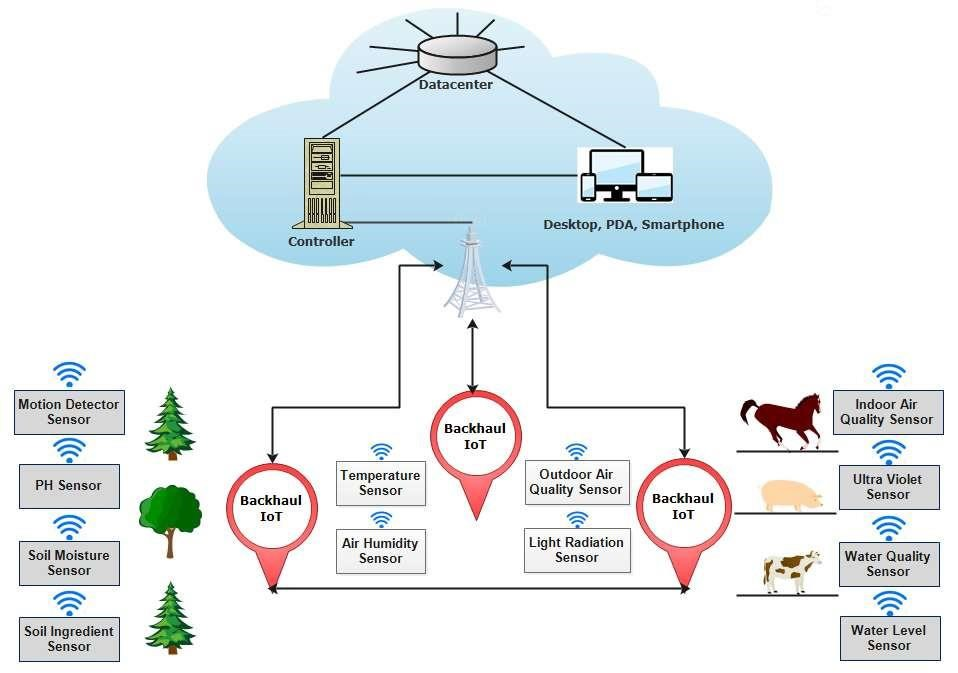 Datacenter
Controller
Desktop, PDA, Smartphone
Motion Detector
Sensor
PH Sensor
Soil Moisture
Sensor
Soil Ingredient
Sensor
Backhaul
IoT
Temperature
Sensor
Air Humidity
Sensor
Backhaul
IoT
Outdoor Air
Quality Sensor
Light Radiation
Sensor
Backhaul
IoT
Indoor Air
Quality Sensor
Ultra Violet
Sensor
Water Quality
Sensor
Water Level
Sensor